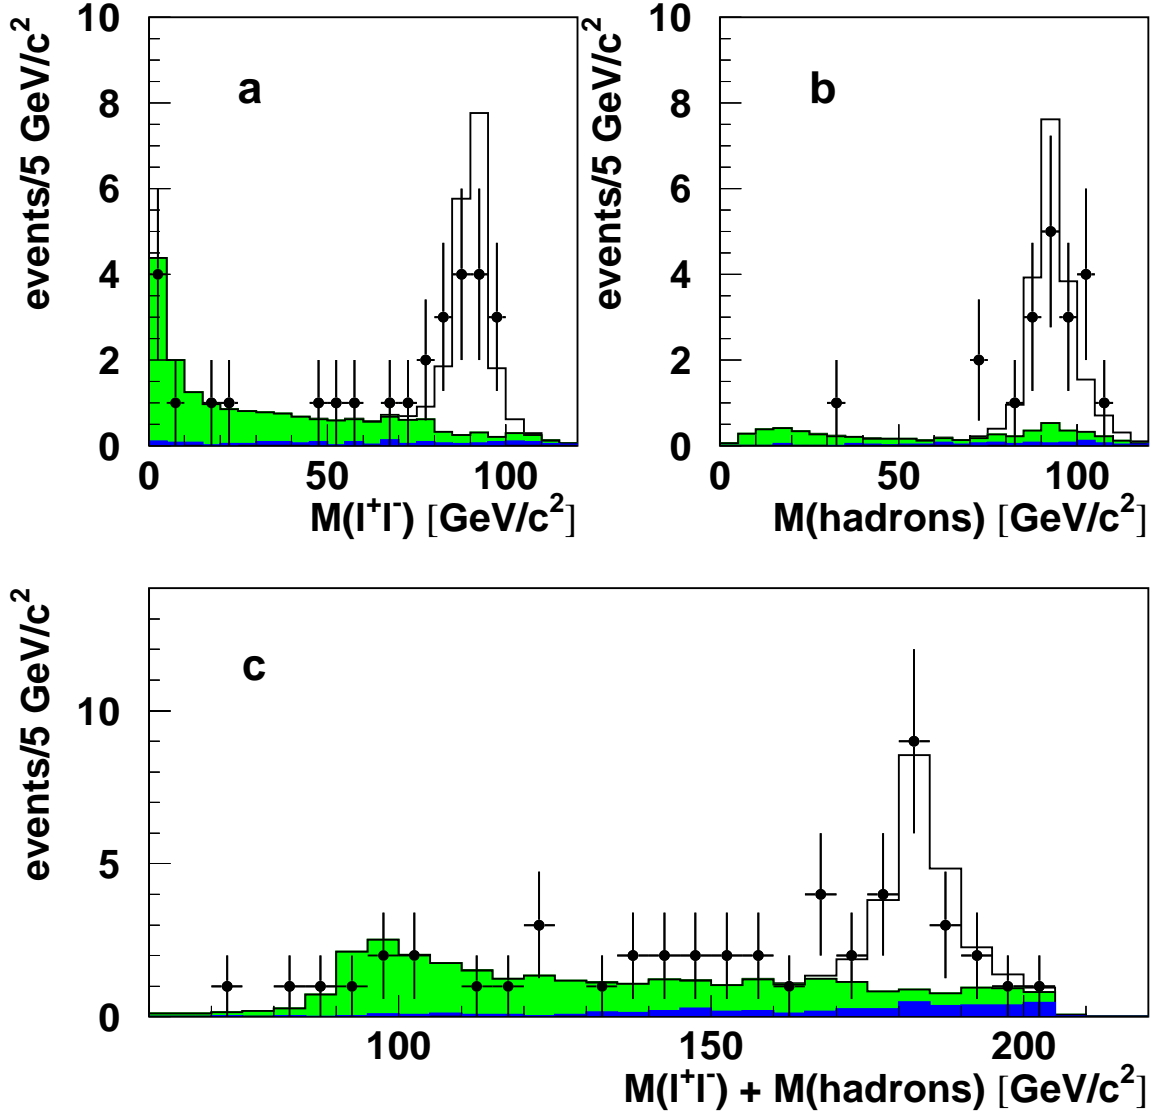 events/5 GeV/c²
10
8
6
4
2
0
a
0 50 100
M(l⁺l⁻) [GeV/c²]
events/5 GeV/c²
10
8
6
4
2
0
b
0 50 100
M(hadrons) [GeV/c²]
events/5 GeV/c²
c
10
5
0
100 150 200
M(l⁺l⁻) + M(hadrons) [GeV/c²]